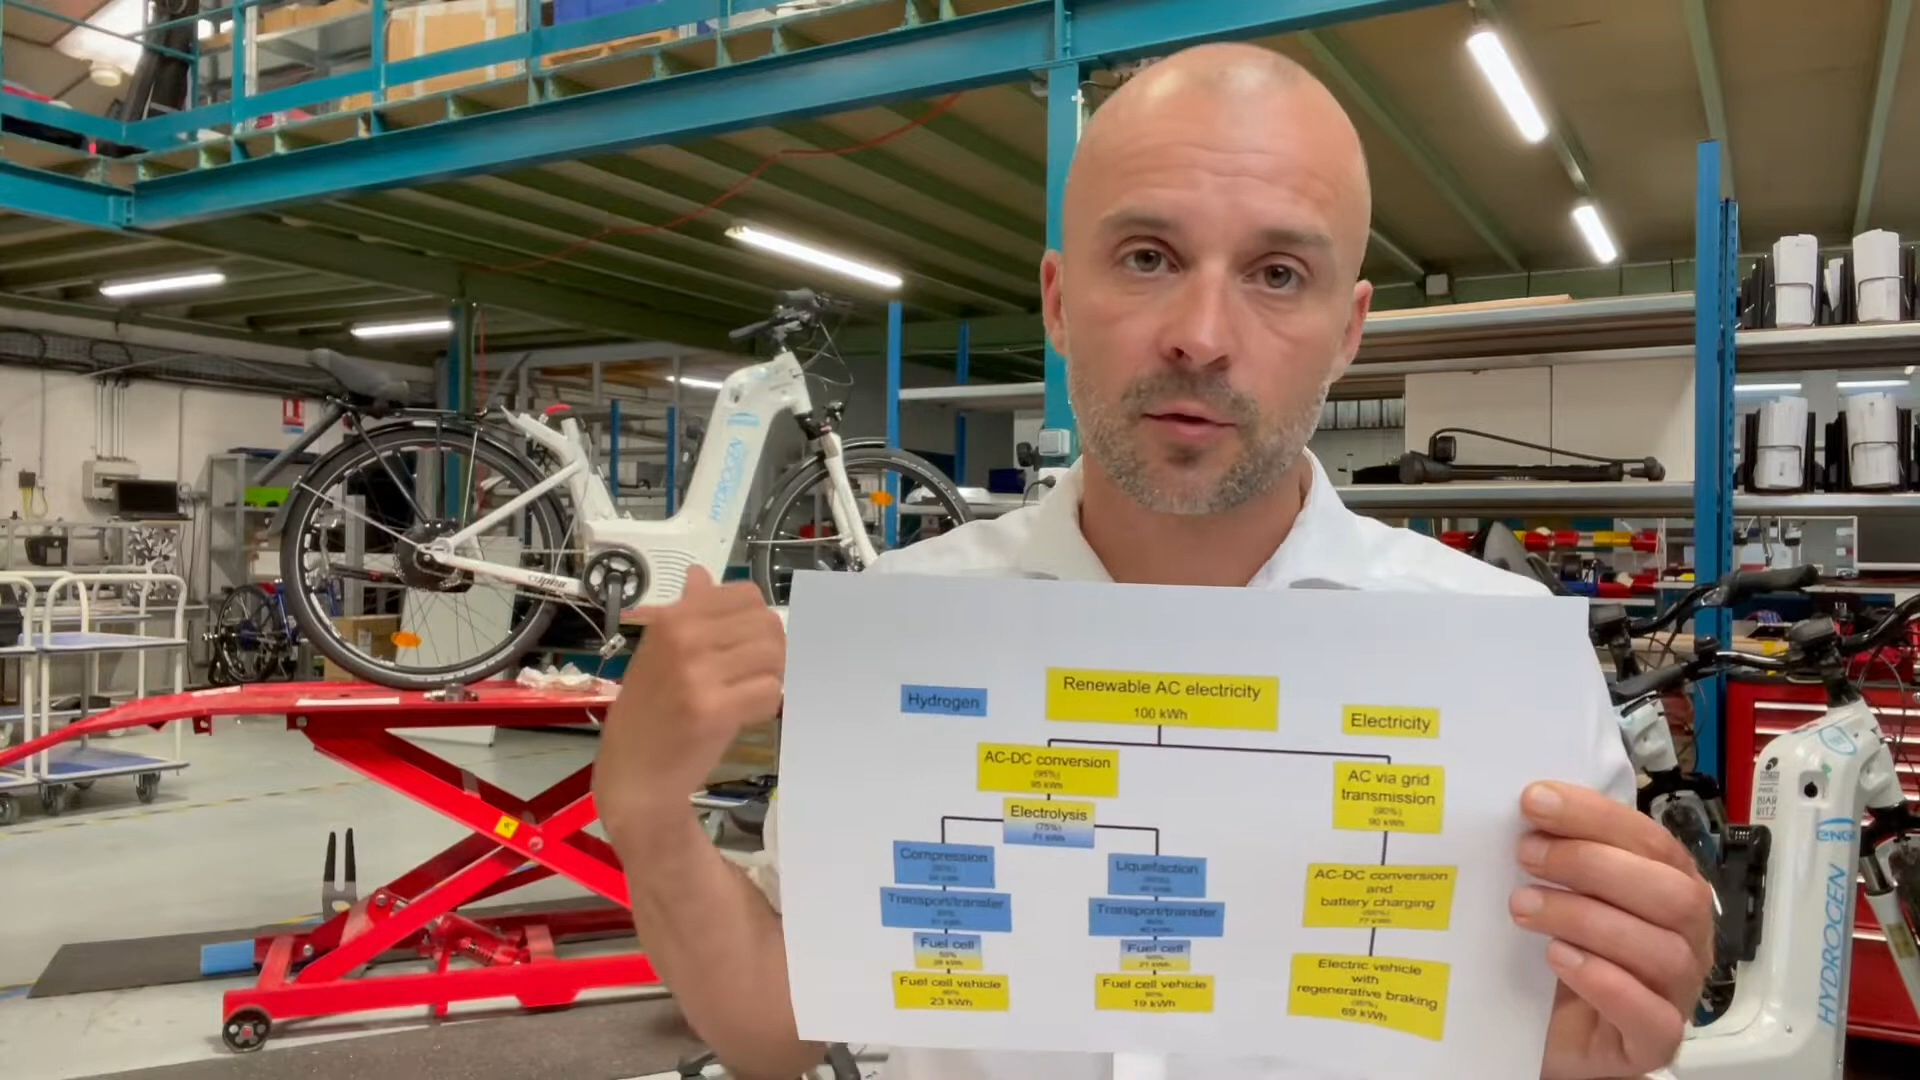 HYDROGEN
Renewable AC electricity
100 kWh
Hydrogen
Electricity
AC-DC conversion
(95%)
95 kWh
AC via grid
transmission
(90%)
90 kWh
Electrolysis
(75%)
71 kWh
Compression
Liquefaction
AC-DC conversion
and
battery charging
77 kWh
Transport/transfer
Transport/transfer
Fuel cell
50%
Fuel cell
Fuel cell vehicle
23 kWh
Fuel cell vehicle
19 kWh
Electric vehicle
with
regenerative braking
69 kWh
BIAR
RITZ
HYDROGEN